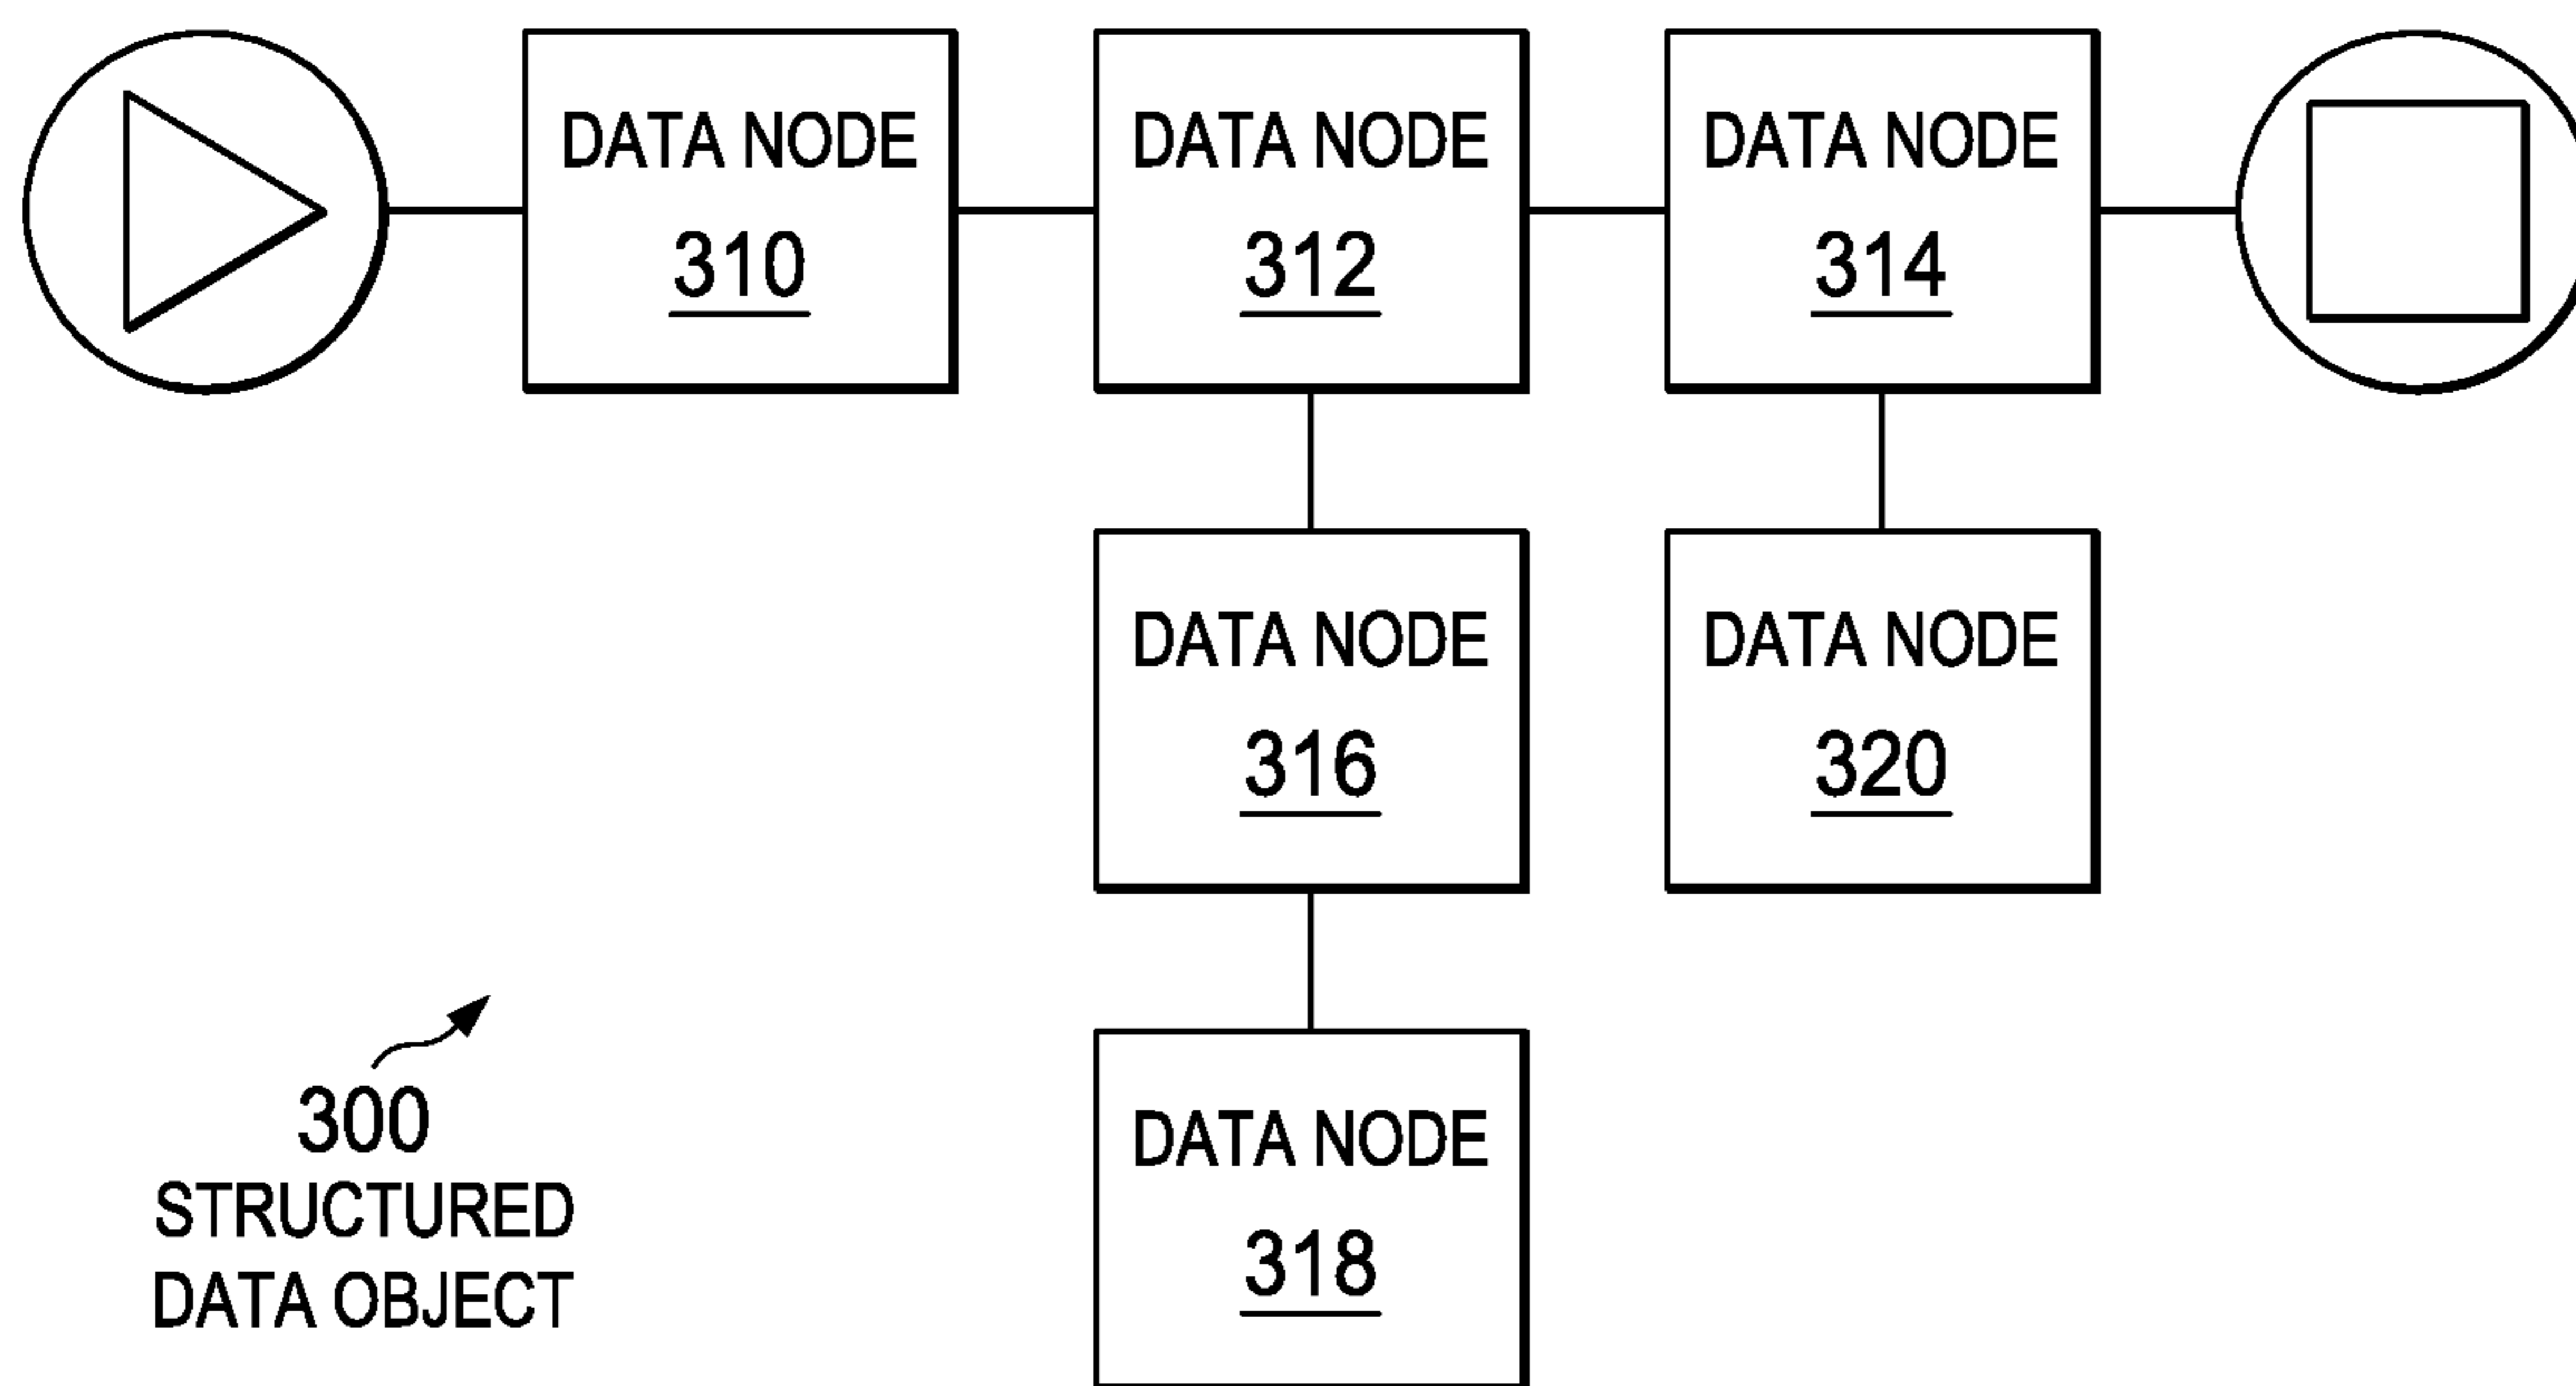 DATA NODE
310
DATA NODE
312
DATA NODE
314
DATA NODE
316
DATA NODE
320
DATA NODE
318
300
STRUCTURED
DATA OBJECT